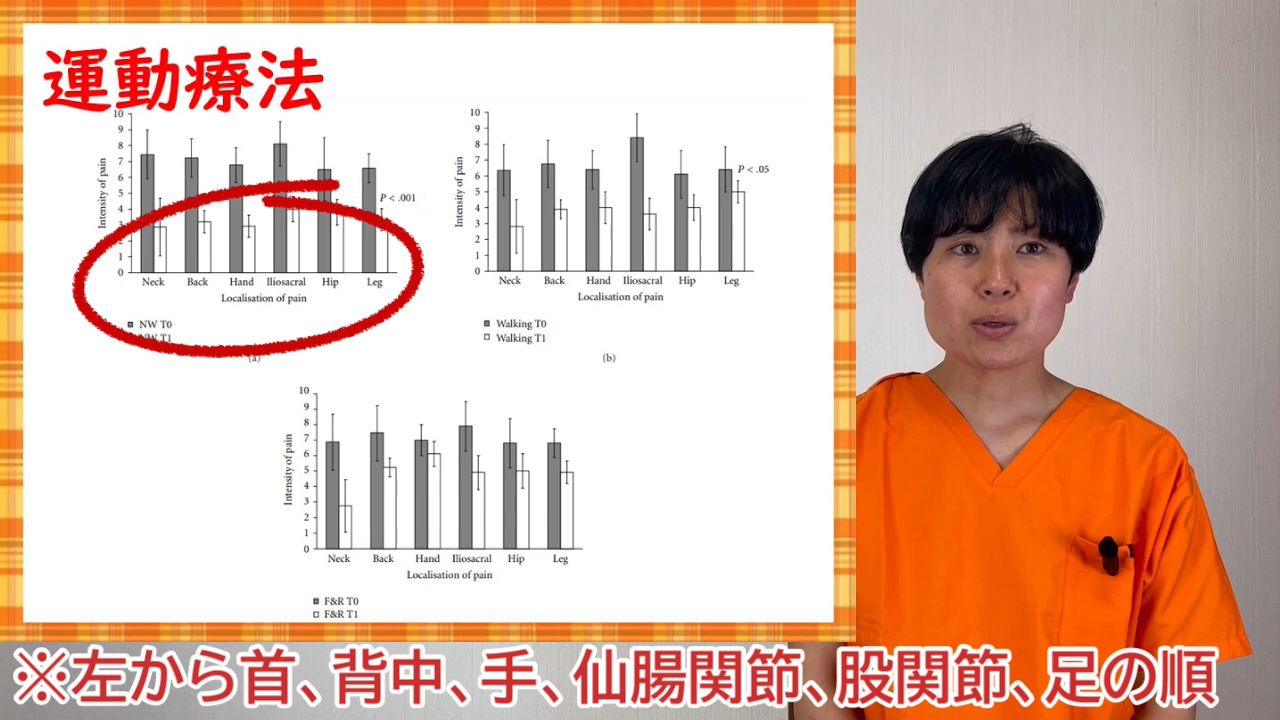 運動療法
10
9
8
7
6
5
4
3
2
1
0
Intensity of pain
P < .001
Neck Back Hand Iliosacral Hip Leg
Localisation of pain
NW T0
NW T1
(a)
10
9
8
7
6
5
4
3
2
1
0
Intensity of pain
P < .05
Neck Back Hand Iliosacral Hip Leg
Localisation of pain
Walking T0
Walking T1
(b)
10
9
8
7
6
5
4
3
2
1
0
Intensity of pain
Neck Back Hand Iliosacral Hip Leg
Localisation of pain
F&R T0
F&R T1
※左から首、背中、手、仙腸関節、股関節、足の順